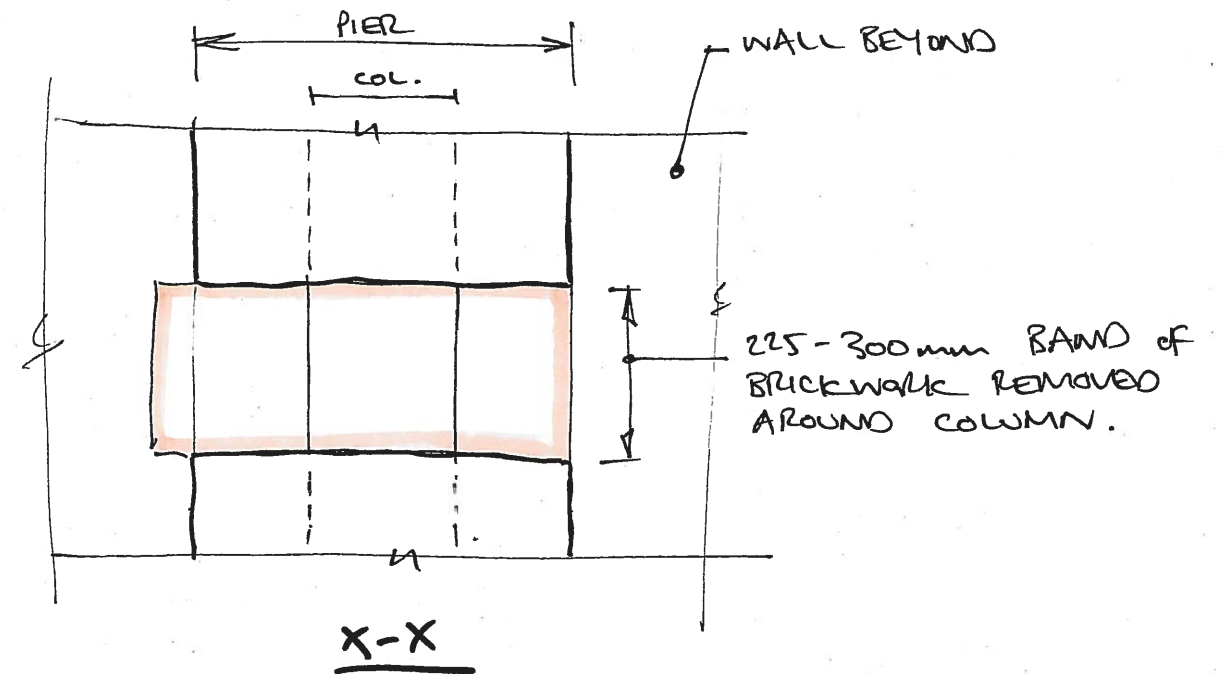 PIER
COL.
WALL BEYOND
225-300mm BAND of
BRICKWORK REMOVED
AROUND COLUMN.
X-X